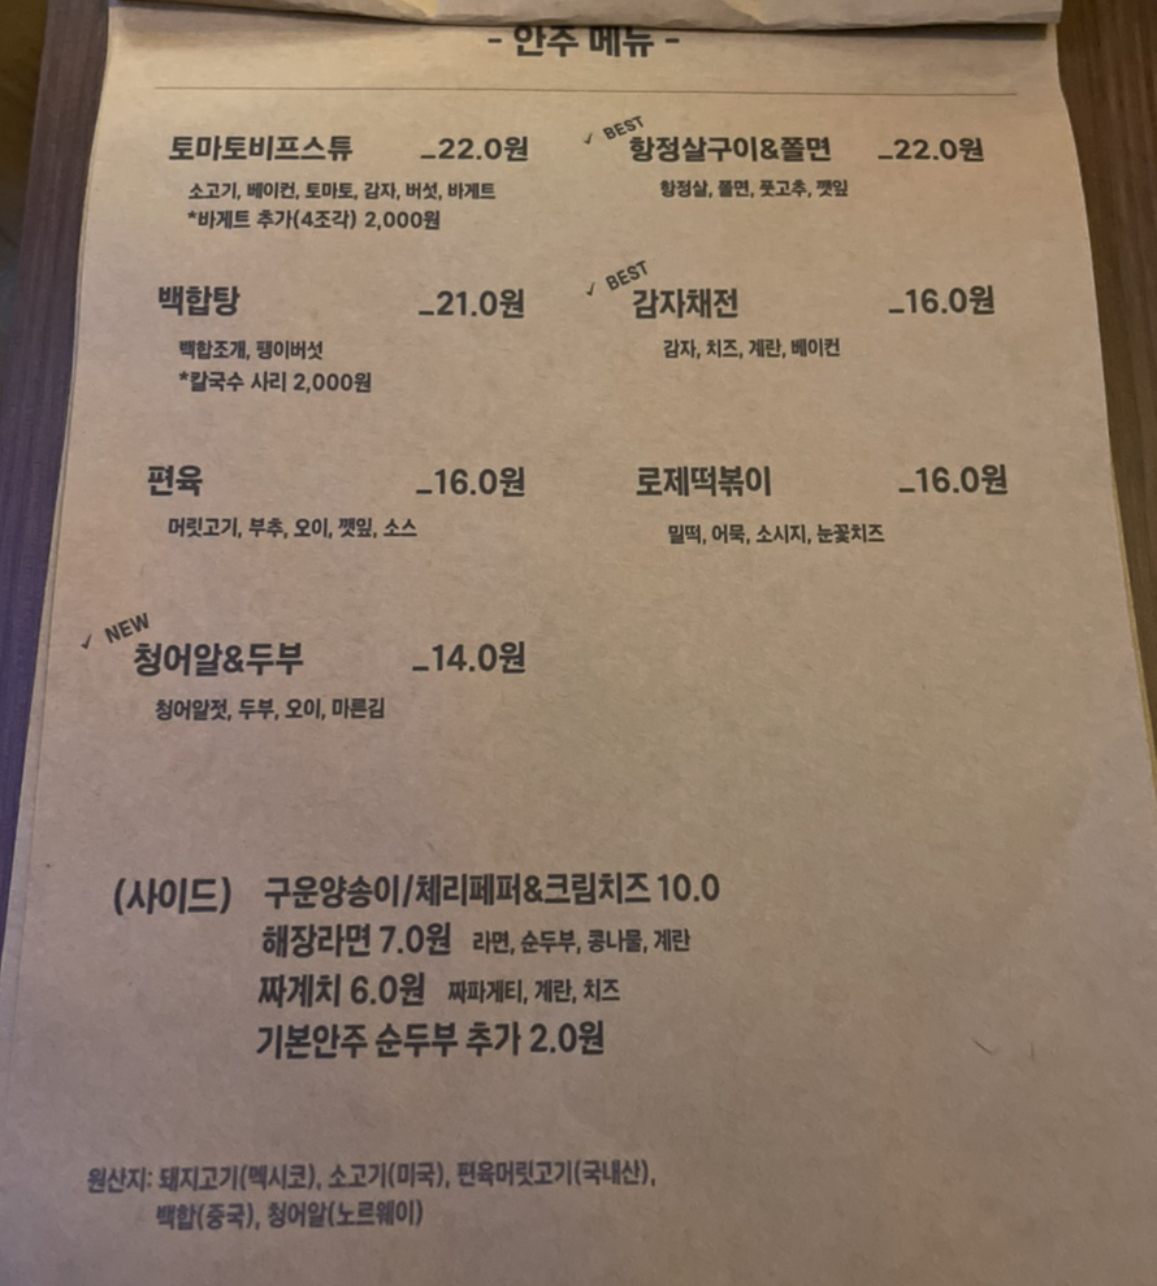 - 안주 메뉴 -
토마토비프스튜 _22.0원
소고기, 베이컨, 토마토, 감자, 버섯, 바게트
*바게트 추가(4조각) 2,000원
✓ BEST
항정살구이&쫄면 _22.0원
항정살, 쫄면, 풋고추, 깻잎
백합탕 _21.0원
백합조개, 팽이버섯
*칼국수 사리 2,000원
✓ BEST
감자채전 _16.0원
감자, 치즈, 계란, 베이컨
편육 _16.0원
머릿고기, 부추, 오이, 깻잎, 소스
로제떡볶이 _16.0원
밀떡, 어묵, 소시지, 눈꽃치즈
✓ NEW
청어알&두부 _14.0원
청어알젓, 두부, 오이, 마른김
(사이드) 구운양송이/체리페퍼&크림치즈 10.0
해장라면 7.0원 라면, 순두부, 콩나물, 계란
짜계치 6.0원 짜파게티, 계란, 치즈
기본안주 순두부 추가 2.0원
원산지: 돼지고기(멕시코), 소고기(미국), 편육머릿고기(국내산),
백합(중국), 청어알(노르웨이)